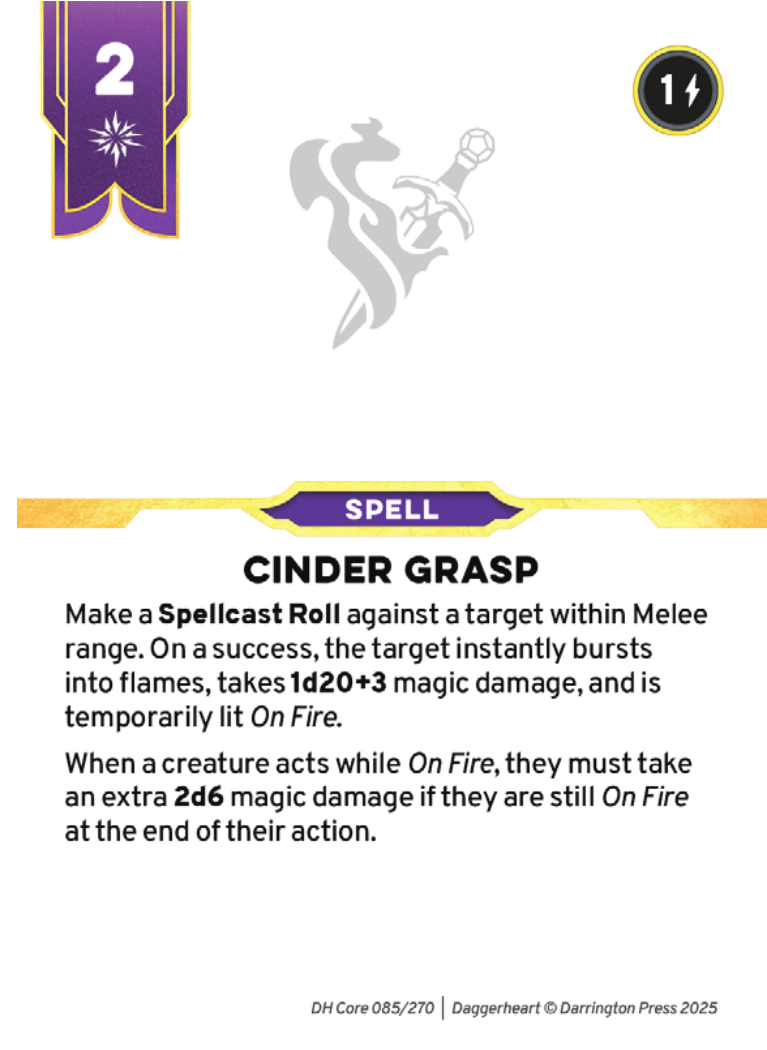 2
1
SPELL
CINDER GRASP
Make a Spellcast Roll against a target within Melee
range. On a success, the target instantly bursts
into flames, takes 1d20+3 magic damage, and is
temporarily lit On Fire.
When a creature acts while On Fire, they must take
an extra 2d6 magic damage if they are still On Fire
at the end of their action.
DH Core 085/270 | Daggerheart © Darrington Press 2025